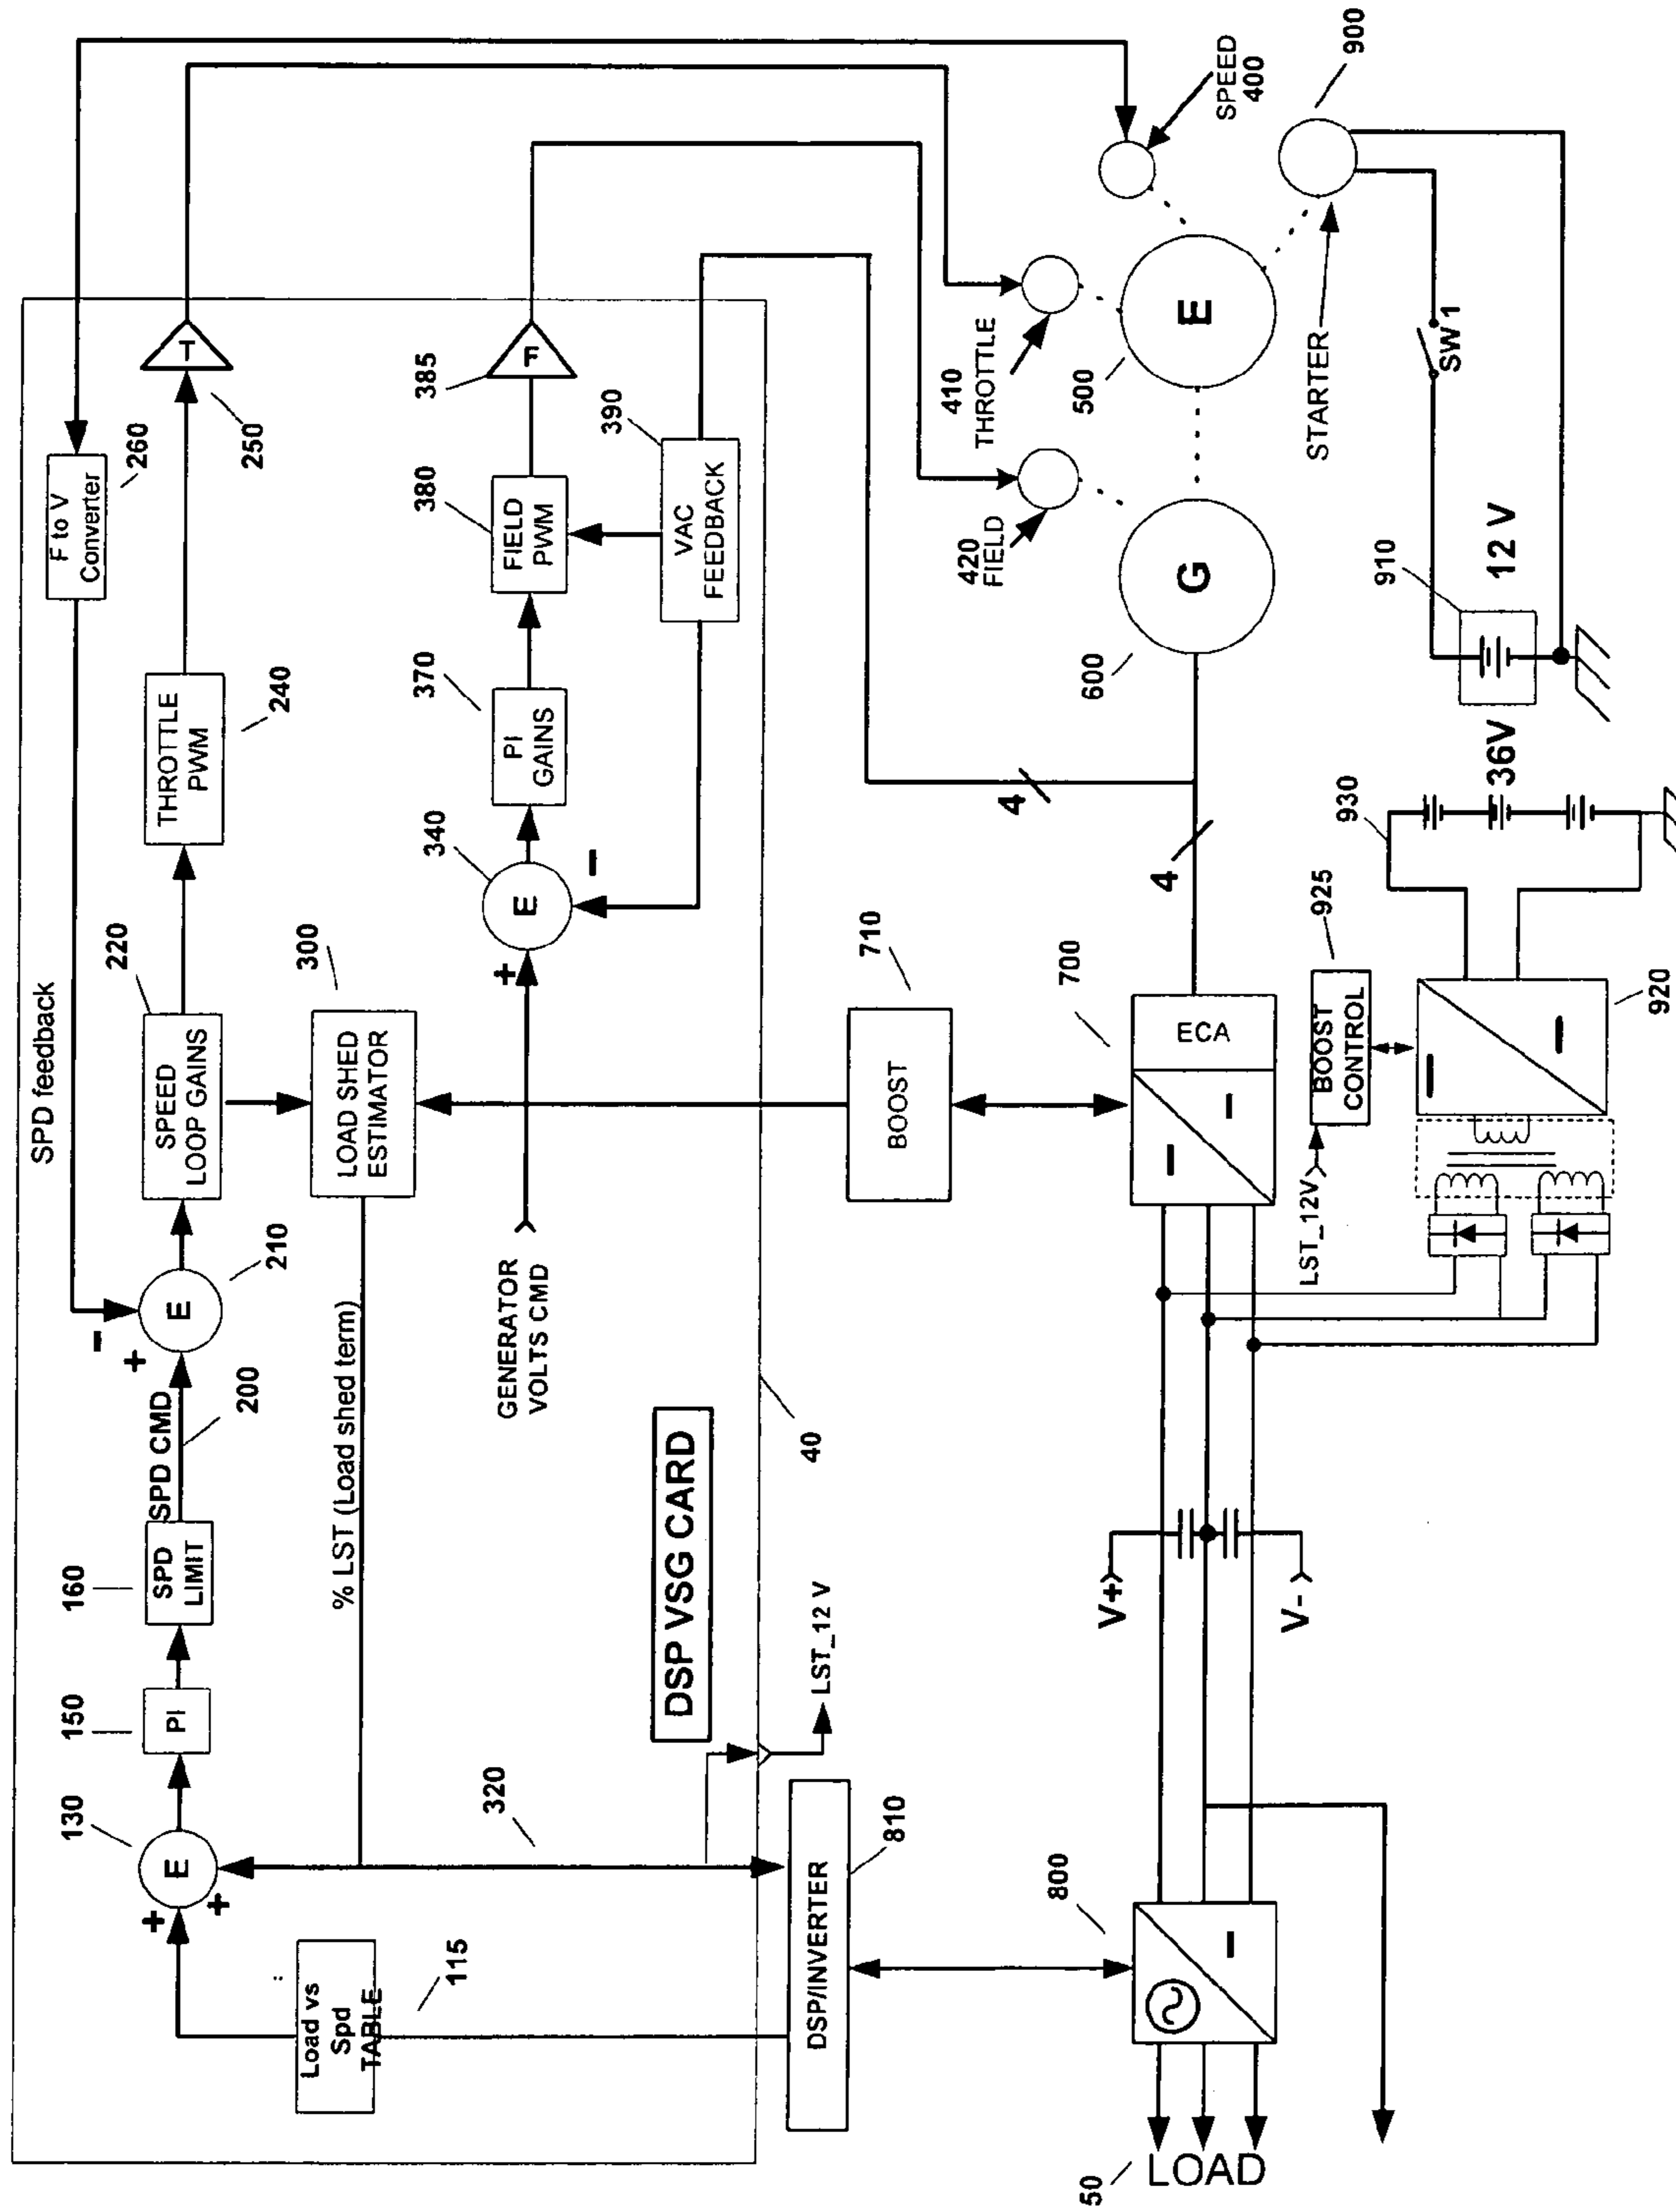 SPD feedback
F to V
Converter
260
130
E
150
PI
160
SPD
LIMIT
SPD CMD
200
+
+
-
+
E
210
220
SPEED
LOOP GAINS
THROTTLE
PWM
240
T
250
Load vs
Spd
TABLE
115
% LST (Load shed term)
320
300
LOAD SHED
ESTIMATOR
GENERATOR
VOLTS CMD
+
-
340
E
370
PI
GAINS
380
FIELD
PWM
385
F
390
VAC
FEEDBACK
DSP VSG CARD
40
LST_12 V
DSP/INVERTER
810
BOOST
710
4
4
420
FIELD
410
THROTTLE
SPEED
400
50
LOAD
800
V+
V-
700
ECA
600
G
500
E
900
STARTER
SW1
LST_12V
BOOST
CONTROL
925
920
930
36V
910
12 V